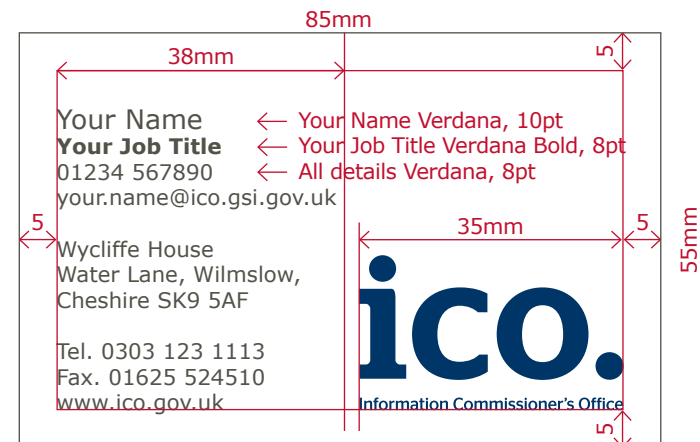 85mm
38mm
5
Your Name
Your Name Verdana, 10pt
Your Job Title
Your Job Title Verdana Bold, 8pt
01234 567890
All details Verdana, 8pt
your.name@ico.gsi.gov.uk
5
35mm
5
55mm
Wycliffe House
Water Lane, Wilmslow,
Cheshire SK9 5AF
ico.
Tel. 0303 123 1113
Fax. 01625 524510
www.ico.gov.uk
Information Commissioner's Office
5